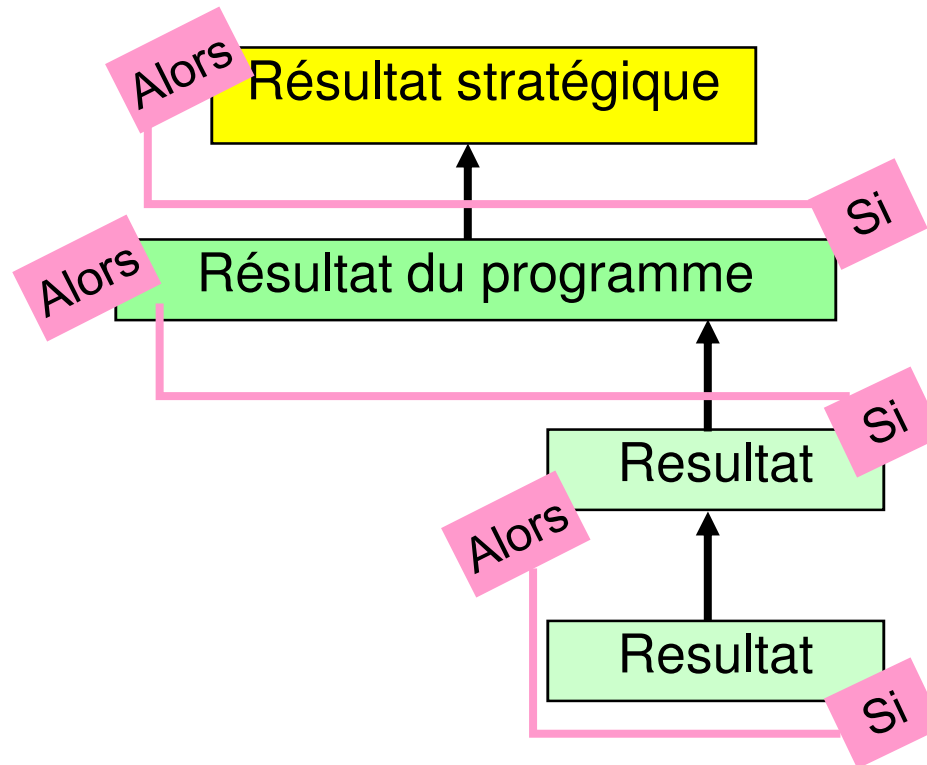 Alors
Résultat stratégique
Si
Alors
Résultat du programme
Si
Resultat
Alors
Resultat
Si